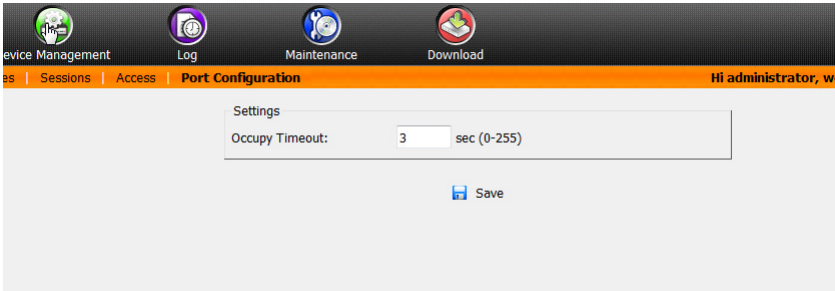 evice Management Log Maintenance Download
es | Sessions | Access | Port Configuration Hi administrator, w
Settings
Occupy Timeout: 3 sec (0-255)
Save